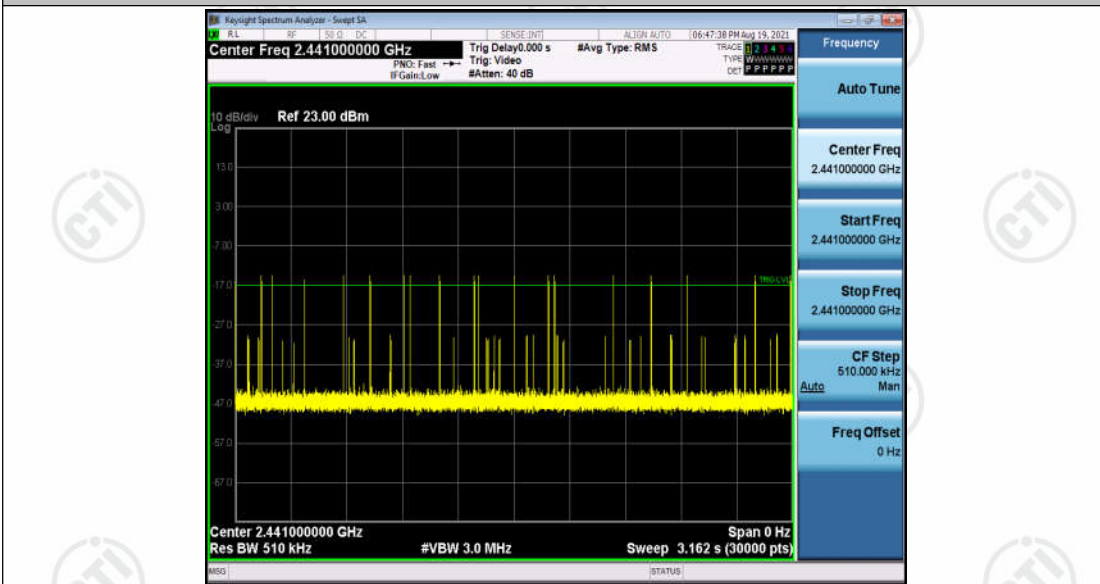 Keysight Spectrum Analyzer - Swept SA
RL RF 50 Ω DC SENSE:INT ALIGN AUTO 06:47:38 PM Aug 19, 2021
Center Freq 2.441000000 GHz
PNO: Fast
IFGain:Low
Trig Delay0.000 s
Trig: Video
#Atten: 40 dB
#Avg Type: RMS
TRACE 1 2 3 4 5 6
TYPE WWWWWW
DET P P P P P P
10 dB/div
Log
Ref 23.00 dBm
13.0
3.00
-7.00
-17.0
TRIG LVL
-27.0
-37.0
-47.0
-57.0
-67.0
Center 2.441000000 GHz
Span 0 Hz
Res BW 510 kHz
#VBW 3.0 MHz
Sweep 3.162 s (30000 pts)
MSG
STATUS
Frequency
Auto Tune
Center Freq
2.441000000 GHz
Start Freq
2.441000000 GHz
Stop Freq
2.441000000 GHz
CF Step
510.000 kHz
Auto Man
Freq Offset
0 Hz
CTI
CTI